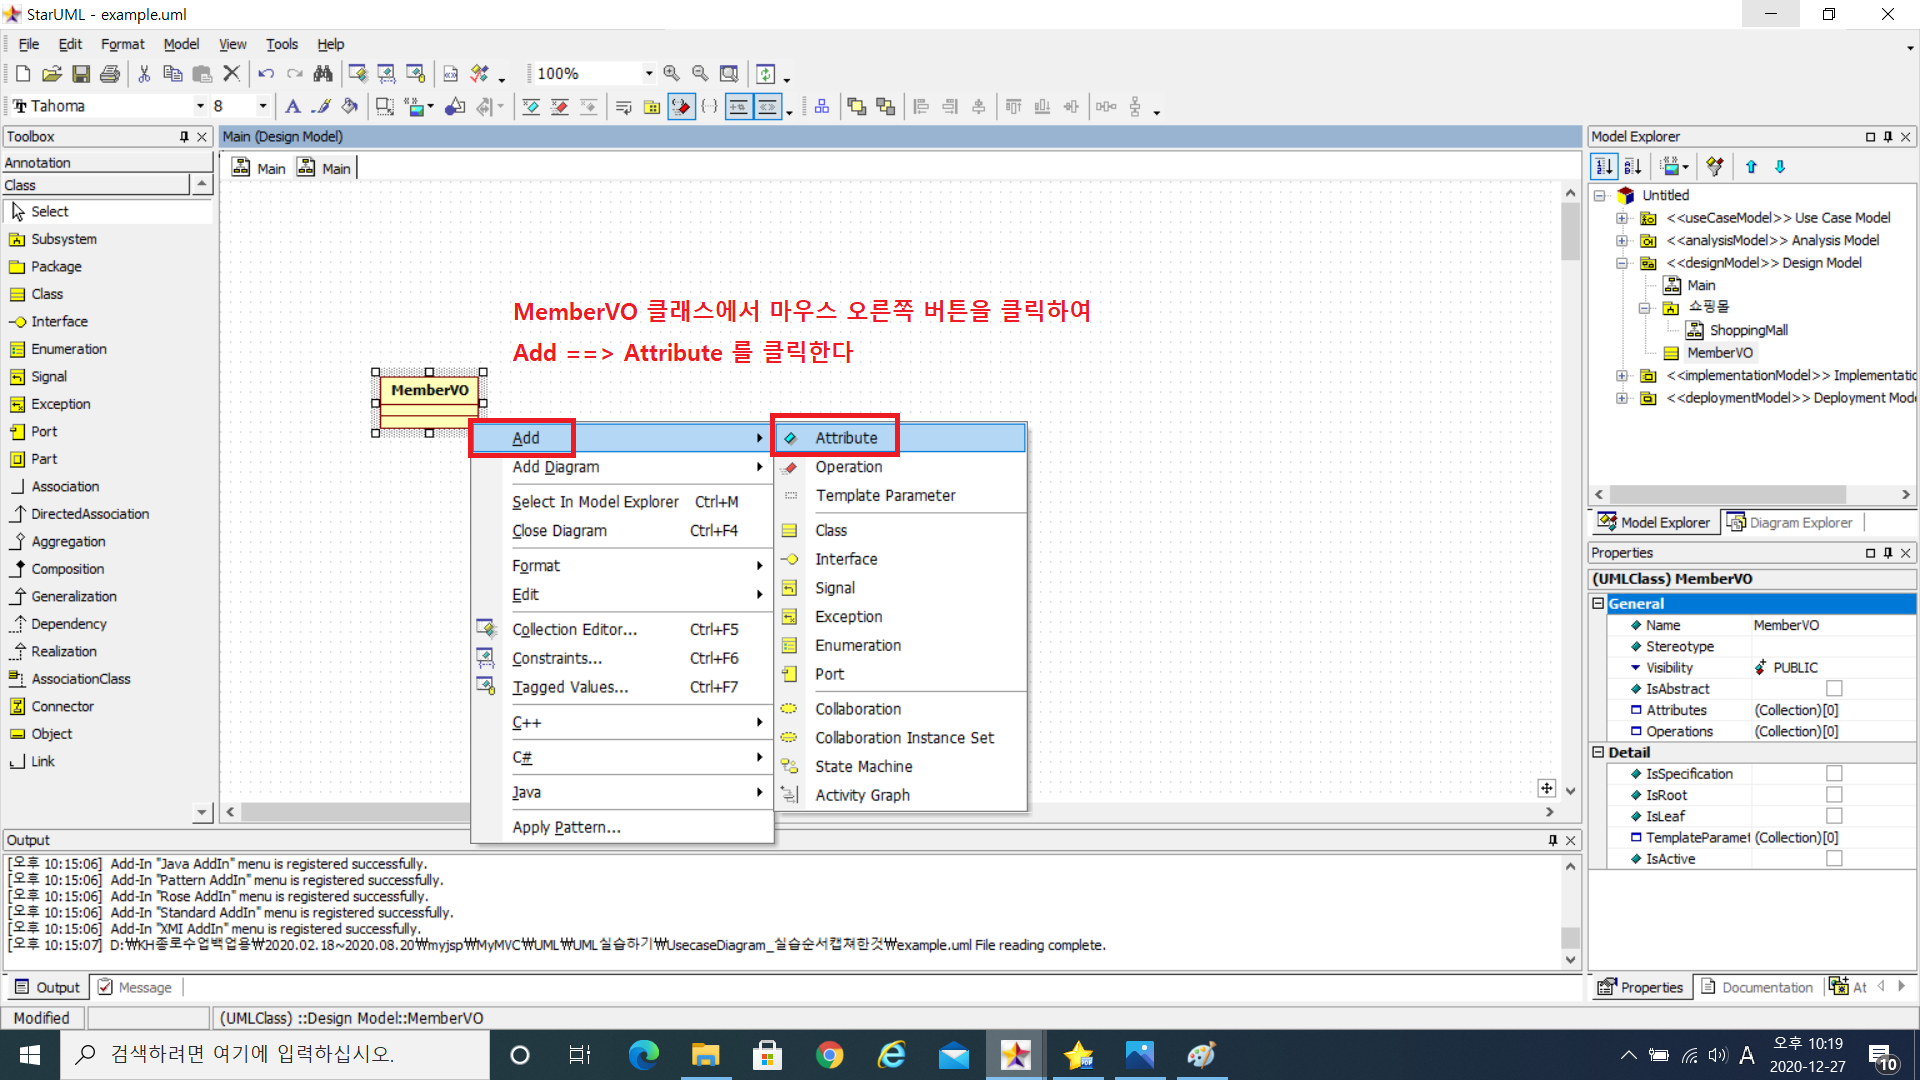 StarUML - example.uml
File Edit Format Model View Tools Help
100%
Tahoma 8
Toolbox
Annotation
Class
Select
Subsystem
Package
Class
Interface
Enumeration
Signal
Exception
Port
Part
Association
DirectedAssociation
Aggregation
Composition
Generalization
Dependency
Realization
AssociationClass
Connector
Object
Link
Main (Design Model)
Main Main
MemberVO 클래스에서 마우스 오른쪽 버튼을 클릭하여
Add ==> Attribute 를 클릭한다
MemberVO
Add
Add Diagram
Select In Model Explorer Ctrl+M
Close Diagram Ctrl+F4
Format
Edit
Collection Editor... Ctrl+F5
Constraints... Ctrl+F6
Tagged Values... Ctrl+F7
C++
C#
Java
Apply Pattern...
Attribute
Operation
Template Parameter
Class
Interface
Signal
Exception
Enumeration
Port
Collaboration
Collaboration Instance Set
State Machine
Activity Graph
Model Explorer
Untitled
<<useCaseModel>> Use Case Model
<<analysisModel>> Analysis Model
<<designModel>> Design Model
Main
쇼핑몰
ShoppingMall
MemberVO
<<implementationModel>> Implementatic
<<deploymentModel>> Deployment Mode
Model Explorer Diagram Explorer
Properties
(UMLClass) MemberVO
General
Name MemberVO
Stereotype
Visibility PUBLIC
IsAbstract
Attributes (Collection)[0]
Operations (Collection)[0]
Detail
IsSpecification
IsRoot
IsLeaf
TemplateParamet (Collection)[0]
IsActive
Properties Documentation At
Output
[오후 10:15:06] Add-In "Java AddIn" menu is registered successfully.
[오후 10:15:06] Add-In "Pattern AddIn" menu is registered successfully.
[오후 10:15:06] Add-In "Rose AddIn" menu is registered successfully.
[오후 10:15:06] Add-In "Standard AddIn" menu is registered successfully.
[오후 10:15:06] Add-In "XMI AddIn" menu is registered successfully.
[오후 10:15:07] D:₩KH종로수업백업용₩2020.02.18~2020.08.20₩myjsp₩MyMVC₩UML₩UML실습하기₩UsecaseDiagram_실습순서캡쳐한것₩example.uml File reading complete.
Output Message
Modified (UMLClass) ::Design Model::MemberVO
검색하려면 여기에 입력하십시오.
A
오후 10:19
2020-12-27
10